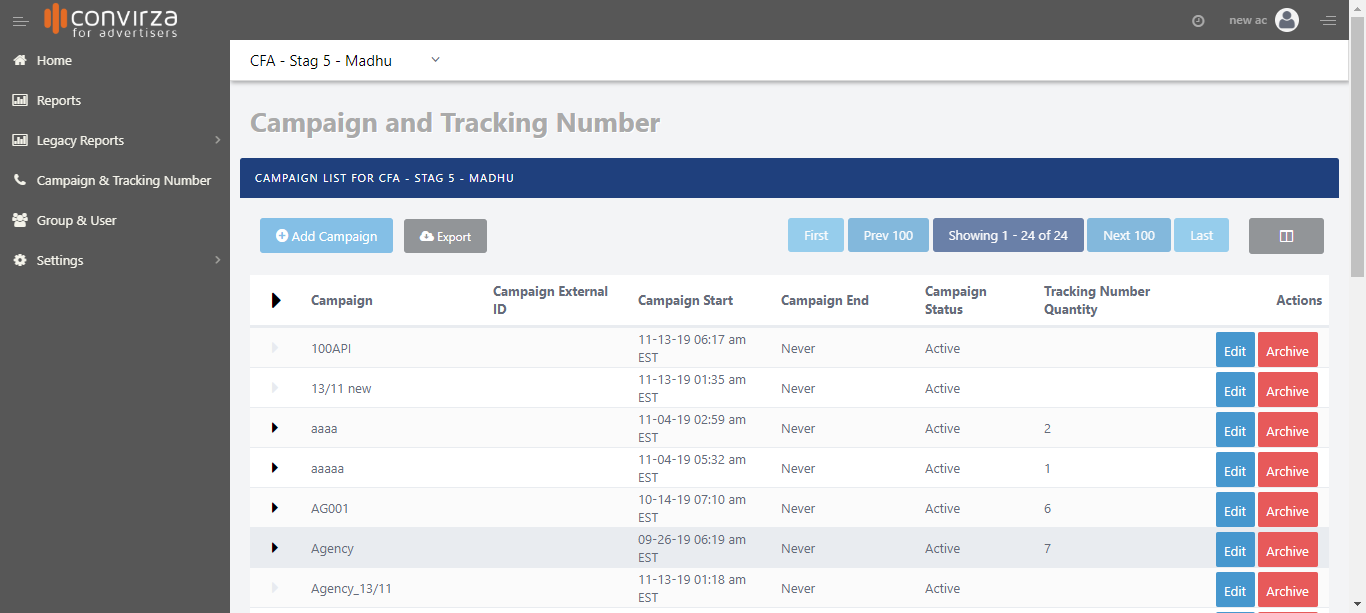 convirza
for advertisers
new ac
Home
Reports
Legacy Reports
Campaign & Tracking Number
Group & User
Settings
CFA - Stag 5 - Madhu
Campaign and Tracking Number
CAMPAIGN LIST FOR CFA - STAG 5 - MADHU
Add Campaign Export First Prev 100 Showing 1 - 24 of 24 Next 100 Last
Campaign Campaign External ID Campaign Start Campaign End Campaign Status Tracking Number Quantity Actions
100API 11-13-19 06:17 am EST Never Active Edit Archive
13/11 new 11-13-19 01:35 am EST Never Active Edit Archive
aaaa 11-04-19 02:59 am EST Never Active 2 Edit Archive
aaaaa 11-04-19 05:32 am EST Never Active 1 Edit Archive
AG001 10-14-19 07:10 am EST Never Active 6 Edit Archive
Agency 09-26-19 06:19 am EST Never Active 7 Edit Archive
Agency_13/11 11-13-19 01:18 am EST Never Active Edit Archive